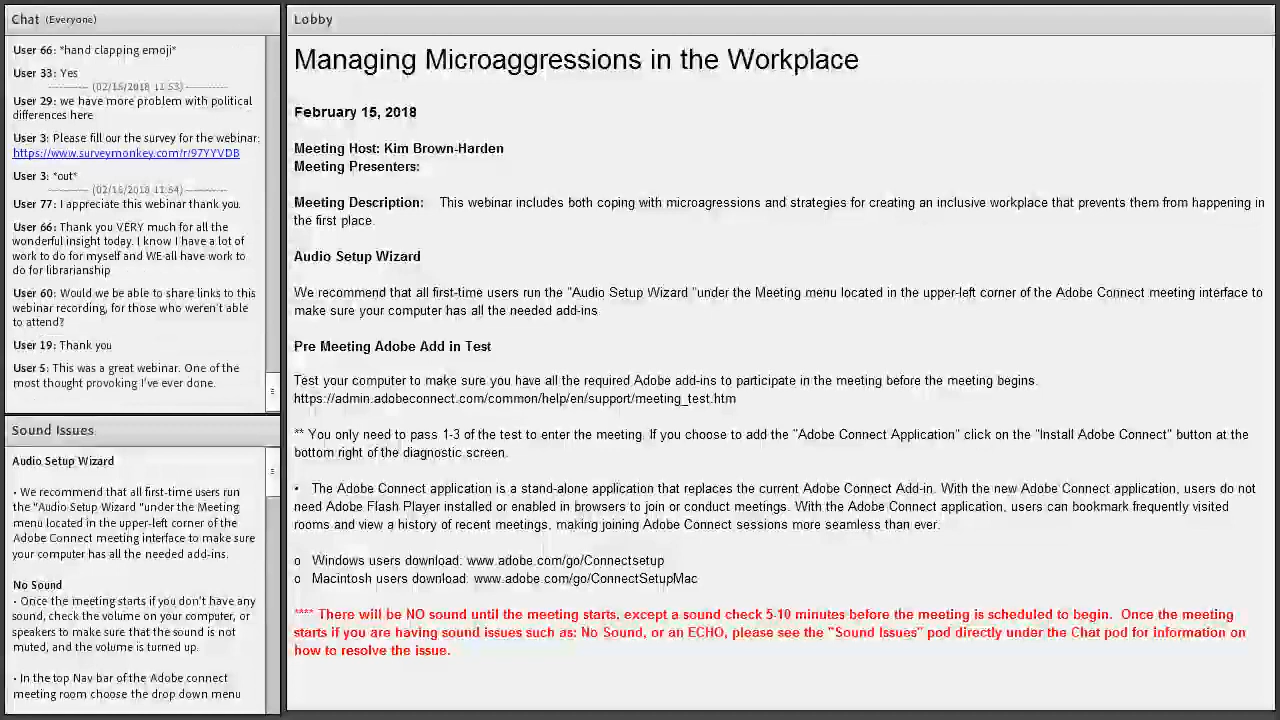 Chat (Everyone)
User 66: *hand clapping emoji*
User 33: Yes
----------- (02/15/2018 11:53)-----------
User 29: we have more problem with political
differences here
User 3: Please fill our the survey for the webinar:
https://www.surveymonkey.com/r/97YYVDB
User 3: *out*
----------- (02/15/2018 11:54)-----------
User 77: I appreciate this webinar thank you.
User 66: Thank you VERY much for all the
wonderful insight today. I know I have a lot of
work to do for myself and WE all have work to
do for librarianship
User 60: Would we be able to share links to this
webinar recording, for those who weren't able
to attend?
User 19: Thank you
User 5: This was a great webinar. One of the
most thought provoking I've ever done.
Sound Issues
Audio Setup Wizard
• We recommend that all first-time users run
the "Audio Setup Wizard "under the Meeting
menu located in the upper-left corner of the
Adobe Connect meeting interface to make sure
your computer has all the needed add-ins.
No Sound
• Once the meeting starts if you don't have any
sound, check the volume on your computer, or
speakers to make sure that the sound is not
muted, and the volume is turned up.
• In the top Nav bar of the Adobe connect
meeting room choose the drop down menu
Lobby
Managing Microaggressions in the Workplace
February 15, 2018
Meeting Host: Kim Brown-Harden
Meeting Presenters:
Meeting Description: This webinar includes both coping with microagressions and strategies for creating an inclusive workplace that prevents them from happening in
the first place.
Audio Setup Wizard
We recommend that all first-time users run the "Audio Setup Wizard "under the Meeting menu located in the upper-left corner of the Adobe Connect meeting interface to
make sure your computer has all the needed add-ins
Pre Meeting Adobe Add in Test
Test your computer to make sure you have all the required Adobe add-ins to participate in the meeting before the meeting begins.
https://admin.adobeconnect.com/common/help/en/support/meeting_test.htm
** You only need to pass 1-3 of the test to enter the meeting. If you choose to add the "Adobe Connect Application" click on the "Install Adobe Connect" button at the
bottom right of the diagnostic screen.
• The Adobe Connect application is a stand-alone application that replaces the current Adobe Connect Add-in. With the new Adobe Connect application, users do not
need Adobe Flash Player installed or enabled in browsers to join or conduct meetings. With the Adobe Connect application, users can bookmark frequently visited
rooms and view a history of recent meetings, making joining Adobe Connect sessions more seamless than ever.
o Windows users download: www.adobe.com/go/Connectsetup
o Macintosh users download: www.adobe.com/go/ConnectSetupMac
**** There will be NO sound until the meeting starts, except a sound check 5-10 minutes before the meeting is scheduled to begin. Once the meeting
starts if you are having sound issues such as: No Sound, or an ECHO, please see the "Sound Issues" pod directly under the Chat pod for information on
how to resolve the issue.